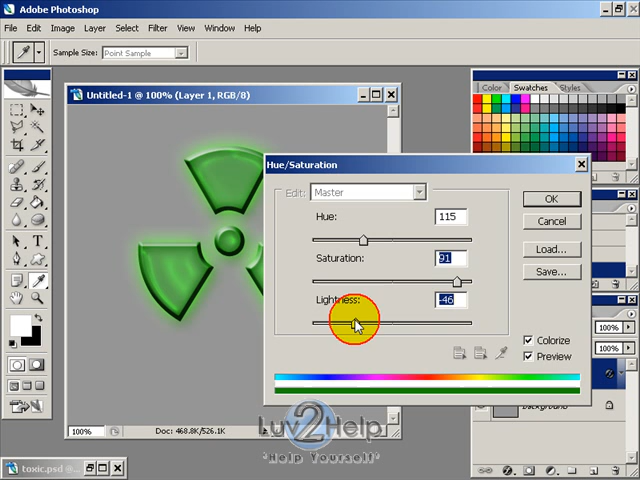 Adobe Photoshop
File Edit Image Layer Select Filter View Window Help
Sample Size: Point Sample
Untitled-1 @ 100% (Layer 1, RGB/8)
Color Swatches Styles
Hue/Saturation
Edit: Master
OK
Hue: 115
Cancel
Saturation: 91
Load...
Save...
Lightness: -46
100%
Colorize
Preview
100%
Background
100% Doc: 468.8K/526.1K
Luv2Help
"Help Yourself"
toxic.psd